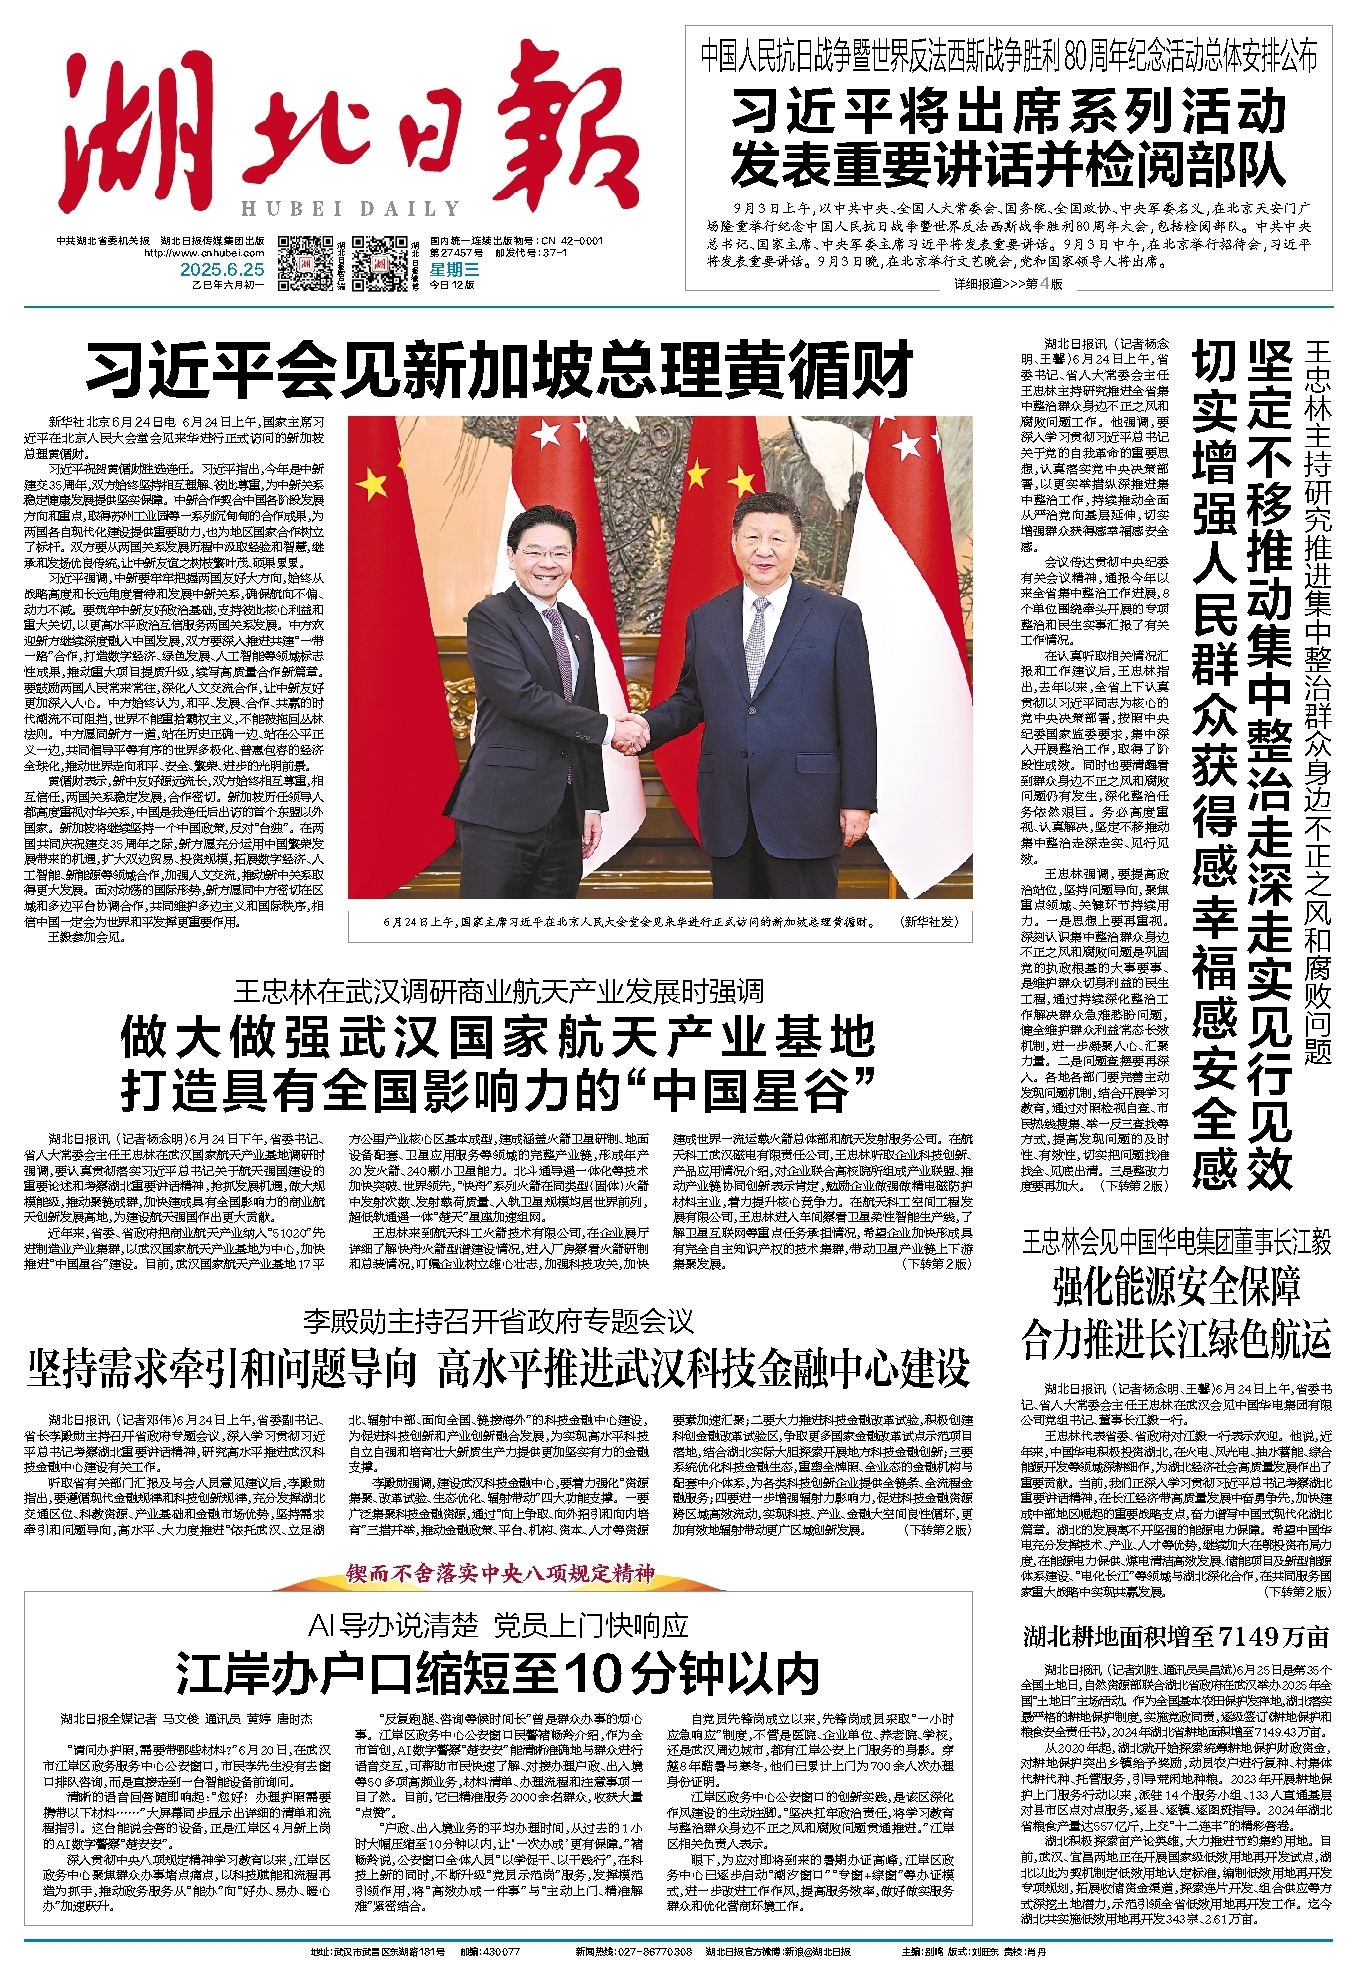 湖北日報
HUBEI DAILY
中共湖北省委机关报 湖北日报传媒集团出版
http://www.cnhubei.com
2025.6.25
乙巳年六月初一
国内统一连续出版物号：CN 42-0001
第27457号 邮发代号：37-1
星期三
今日12版
中国人民抗日战争暨世界反法西斯战争胜利80周年纪念活动总体安排公布
习近平将出席系列活动
发表重要讲话并检阅部队
9月3日上午，以中共中央、全国人大常委会、国务院、全国政协、中央军委名义，在北京天安门广
场隆重举行纪念中国人民抗日战争暨世界反法西斯战争胜利80周年大会，包括检阅部队。中共中央
总书记、国家主席、中央军委主席习近平将发表重要讲话。9月3日中午，在北京举行招待会，习近平
将发表重要讲话。9月3日晚，在北京举行文艺晚会，党和国家领导人将出席。
详细报道>>>第4版
习近平会见新加坡总理黄循财
新华社北京6月24日电 6月24日上午，国家主席习
近平在北京人民大会堂会见来华进行正式访问的新加坡
总理黄循财。
习近平祝贺黄循财胜选连任。习近平指出，今年是中新
建交35周年，双方始终坚持相互理解、彼此尊重，为中新关系
稳定健康发展提供坚实保障。中新合作契合中国各阶段发展
方向和重点，取得苏州工业园等一系列沉甸甸的合作成果，为
两国各自现代化建设提供重要助力，也为地区国家合作树立
了标杆。双方要从两国关系发展历程中汲取经验和智慧，继
承和发扬优良传统，让中新友谊之树枝繁叶茂、硕果累累。
习近平强调，中新要牢牢把握两国友好大方向，始终从
战略高度和长远角度看待和发展中新关系，确保航向不偏、
动力不减。要筑牢中新友好政治基础，支持彼此核心利益和
重大关切，以更高水平政治互信服务两国关系发展。中方欢
迎新方继续深度融入中国发展，双方要深入推进共建“一带
一路”合作，打造数字经济、绿色发展、人工智能等领域标志
性成果，推动重大项目提质升级，续写高质量合作新篇章。
要鼓励两国人民常来常往，深化人文交流合作，让中新友好
更加深入人心。中方始终认为，和平、发展、合作、共赢的时
代潮流不可阻挡，世界不能重拾霸权主义，不能被拖回丛林
法则。中方愿同新方一道，站在历史正确一边、站在公平正
义一边，共同倡导平等有序的世界多极化、普惠包容的经济
全球化，推动世界走向和平、安全、繁荣、进步的光明前景。
黄循财表示，新中友好源远流长，双方始终相互尊重，相
互信任，两国关系稳定发展，合作密切。新加坡历任领导人
都高度重视对华关系，中国是我连任后出访的首个东盟以外
国家。新加坡将继续坚持一个中国政策，反对“台独”。在两
国共同庆祝建交35周年之际，新方愿充分运用中国繁荣发
展带来的机遇，扩大双边贸易、投资规模，拓展数字经济、人
工智能、新能源等领域合作，加强人文交流，推动新中关系取
得更大发展。面对动荡的国际形势，新方愿同中方密切在区
域和多边平台协调合作，共同维护多边主义和国际秩序，相
信中国一定会为世界和平发挥更重要作用。
王毅参加会见。
6月24日上午，国家主席习近平在北京人民大会堂会见来华进行正式访问的新加坡总理黄循财。 （新华社发）
王忠林主持研究推进集中整治群众身边不正之风和腐败问题
坚定不移推动集中整治走深走实见行见效
切实增强人民群众获得感幸福感安全感
湖北日报讯（记者杨念
明、王馨）6月24日上午，省
委书记、省人大常委会主任
王忠林主持研究推进全省集
中整治群众身边不正之风和
腐败问题工作。他强调，要
深入学习贯彻习近平总书记
关于党的自我革命的重要思
想，认真落实党中央决策部
署，以更实举措纵深推进集
中整治工作，持续推动全面
从严治党向基层延伸，切实
增强群众获得感幸福感安全
感。
会议传达贯彻中央纪委
有关会议精神，通报今年以
来全省集中整治工作进展，8
个单位围绕牵头开展的专项
整治和民生实事汇报了有关
工作情况。
在认真听取相关情况汇
报和工作建议后，王忠林指
出，去年以来，全省上下认真
贯彻以习近平同志为核心的
党中央决策部署，按照中央
纪委国家监委要求，集中深
入开展整治工作，取得了阶
段性成效。同时也要清醒看
到群众身边不正之风和腐败
问题仍有发生，深化整治任
务依然艰巨。务必高度重
视、认真解决，坚定不移推动
集中整治走深走实、见行见
效。
王忠林强调，要提高政
治站位，坚持问题导向，聚焦
重点领域、关键环节持续用
力。一是思想上要再重视。
深刻认识集中整治群众身边
不正之风和腐败问题是巩固
党的执政根基的大事要事、
是维护群众切身利益的民生
工程，通过持续深化整治工
作解决群众急难愁盼问题，
健全维护群众利益常态长效
机制，进一步凝聚人心、汇聚
力量。二是问题查摆要再深
入。各地各部门要完善主动
发现问题机制，结合开展学习
教育，通过对照检视自查、市
民热线搜集、举一反三查找等
方式，提高发现问题的及时
性、有效性，切实把问题找准
找全、见底出清。三是整改力
度要再加大。（下转第2版）
王忠林在武汉调研商业航天产业发展时强调
做大做强武汉国家航天产业基地
打造具有全国影响力的“中国星谷”
湖北日报讯（记者杨念明）6月24日下午，省委书记、
省人大常委会主任王忠林在武汉国家航天产业基地调研时
强调，要认真贯彻落实习近平总书记关于航天强国建设的
重要论述和考察湖北重要讲话精神，抢抓发展机遇，做大规
模能级，推动聚链成群，加快建成具有全国影响力的商业航
天创新发展高地，为建设航天强国作出更大贡献。
近年来，省委、省政府把商业航天产业纳入“51020”先
进制造业产业集群，以武汉国家航天产业基地为中心，加快
推进“中国星谷”建设。目前，武汉国家航天产业基地17平
方公里产业核心区基本成型，建成涵盖火箭卫星研制、地面
设备配套、卫星应用服务等领域的完整产业链，形成年产
20发火箭、240颗小卫星能力。北斗通导遥一体化等技术
加快突破、世界领先，“快舟”系列火箭在同类型（固体）火箭
中发射次数、发射载荷质量、入轨卫星规模均居世界前列，
超低轨通遥一体“楚天”星座加速组网。
王忠林来到航天科工火箭技术有限公司，在企业展厅
详细了解快舟火箭型谱建设情况，进入厂房察看火箭研制
和总装情况，叮嘱企业树立雄心壮志，加强科技攻关，加快
建成世界一流运载火箭总体部和航天发射服务公司。在航
天科工武汉磁电有限责任公司，王忠林听取企业科技创新、
产品应用情况介绍，对企业联合高校院所组成产业联盟、推
动产业链协同创新表示肯定，勉励企业做强做精电磁防护
材料主业，着力提升核心竞争力。在航天科工空间工程发
展有限公司，王忠林进入车间察看卫星柔性智能生产线，了
解卫星互联网等重点任务承担情况，希望企业加快形成具
有完全自主知识产权的技术集群，带动卫星产业链上下游
集聚发展。 （下转第2版）
王忠林会见中国华电集团董事长江毅
强化能源安全保障
合力推进长江绿色航运
湖北日报讯（记者杨念明、王馨）6月24日上午，省委书
记、省人大常委会主任王忠林在武汉会见中国华电集团有限
公司党组书记、董事长江毅一行。
王忠林代表省委、省政府对江毅一行表示欢迎。他说，近
年来，中国华电积极投资湖北，在火电、风光电、抽水蓄能、综合
能源开发等领域深耕细作，为湖北经济社会高质量发展作出了
重要贡献。当前，我们正深入学习贯彻习近平总书记考察湖北
重要讲话精神，在长江经济带高质量发展中奋勇争先，加快建
成中部地区崛起的重要战略支点，奋力谱写中国式现代化湖北
篇章。湖北的发展离不开坚强的能源电力保障。希望中国华
电充分发挥技术、产业、人才等优势，继续加大在鄂投资布局力
度，在能源电力保供、煤电清洁高效发展、储能项目及新型能源
体系建设、“电化长江”等领域与湖北深化合作，在共同服务国
家重大战略中实现共赢发展。 （下转第2版）
李殿勋主持召开省政府专题会议
坚持需求牵引和问题导向 高水平推进武汉科技金融中心建设
湖北日报讯（记者邓伟）6月24日上午，省委副书记、
省长李殿勋主持召开省政府专题会议，深入学习贯彻习近
平总书记考察湖北重要讲话精神，研究高水平推进武汉科
技金融中心建设有关工作。
听取省有关部门汇报及与会人员意见建议后，李殿勋
指出，要遵循现代金融规律和科技创新规律，充分发挥湖北
交通区位、科教资源、产业基础和金融市场优势，坚持需求
牵引和问题导向，高水平、大力度推进“依托武汉、立足湖
北、辐射中部、面向全国、链接海外”的科技金融中心建设，
为促进科技创新和产业创新融合发展，为实现高水平科技
自立自强和培育壮大新质生产力提供更加坚实有力的金融
支撑。
李殿勋强调，建设武汉科技金融中心，要着力强化“资源
集聚、改革试验、生态优化、辐射带动”四大功能支撑。一要
广泛集聚科技金融资源，通过“向上争取、向外招引和向内培
育”三措并举，推动金融政策、平台、机构、资本、人才等资源
要素加速汇聚；二要大力推进科技金融改革试验，积极创建
科创金融改革试验区，争取更多国家金融改革试点示范项目
落地，结合湖北实际大胆探索开展地方科技金融创新；三要
系统优化科技金融生态，重塑全牌照、全业态的金融机构与
配套中介体系，为各类科技创新企业提供全链条、全流程金
融服务；四要进一步增强辐射力影响力，促进科技金融资源
跨区域高效流动，实现科技、产业、金融大空间良性循环，更
加有效地辐射带动更广区域创新发展。 （下转第2版）
锲而不舍落实中央八项规定精神
AI导办说清楚 党员上门快响应
江岸办户口缩短至10分钟以内
湖北日报全媒记者 马文俊 通讯员 黄婷 唐时杰
“请问办护照，需要带哪些材料？”6月20日，在武汉
市江岸区政务服务中心公安窗口，市民李先生没有去窗
口排队咨询，而是直接走到一台智能设备前询问。
清晰的语音回答随即响起：“您好！办理护照需要
携带以下材料……”大屏幕同步显示出详细的清单和流
程指引。这台能说会答的设备，正是江岸区4月新上岗
的AI数字警察“楚安安”。
深入贯彻中央八项规定精神学习教育以来，江岸区
政务中心聚焦群众办事堵点痛点，以科技赋能和流程再
造为抓手，推动政务服务从“能办”向“好办、易办、暖心
办”加速跃升。
“反复跑腿、咨询等候时间长”曾是群众办事的烦心
事。江岸区政务中心公安窗口民警褚畅羚介绍，作为全
市首创，AI数字警察“楚安安”能清晰准确地与群众进行
语音交互，可帮助市民快速了解、对接办理户政、出入境
等50多项高频业务，材料清单、办理流程和注意事项一
目了然。目前，它已精准服务2000余名群众，收获大量
“点赞”。
“户政、出入境业务的平均办理时间，从过去的1小
时大幅压缩至10分钟以内，让‘一次办成’更有保障。”褚
畅羚说，公安窗口全体人员“以学促干、以干践行”，在科
技上新的同时，不断升级“党员示范岗”服务，发挥模范
引领作用，将“高效办成一件事”与“主动上门、精准解
难”紧密结合。
自党员先锋岗成立以来，先锋岗成员采取“一小时
应急响应”制度，不管是医院、企业单位、养老院、学校，
还是武汉周边城市，都有江岸公安上门服务的身影。穿
越8年酷暑与寒冬，他们已累计上门为700余人次办理
身份证明。
江岸区政务中心公安窗口的创新实践，是该区深化
作风建设的生动注脚。“坚决扛牢政治责任，将学习教育
与整治群众身边不正之风和腐败问题贯通推进。”江岸
区相关负责人表示。
眼下，为应对即将到来的暑期办证高峰，江岸区政
务中心已逐步启动“潮汐窗口”“专窗+综窗”等办证模
式，进一步改进工作作风，提高服务效率，做好做实服务
群众和优化营商环境工作。
湖北耕地面积增至7149万亩
湖北日报讯（记者刘胜、通讯员吴昌斌）6月25日是第35个
全国土地日，自然资源部联合湖北省政府在武汉举办2025年全
国“土地日”主场活动。作为全国基本农田保护发祥地，湖北落实
最严格的耕地保护制度，实施党政同责，逐级签订《耕地保护和
粮食安全责任书》，2024年湖北省耕地面积增至7149.43万亩。
从2020年起，湖北就开始探索统筹耕地保护财政资金，
对耕地保护突出乡镇给予奖励，动员农户进行复种、村集体
代耕代种、托管服务，引导荒闲地种粮。2023年开展耕地保
护上门服务行动以来，派驻14个服务小组、133人直通基层
对县市区点对点服务，逐县、逐镇、逐图斑指导。2024年湖北
省粮食产量达557亿斤，上交“十二连丰”的精彩答卷。
湖北积极探索亩产论英雄，大力推进节约集约用地。目
前，武汉、宜昌两地正在开展国家级低效用地再开发试点，湖
北以此为契机制定低效用地认定标准，编制低效用地再开发
专项规划，拓展收储资金渠道，探索连片开发、组合供应等方
式深挖土地潜力，示范引领全省低效用地再开发工作。迄今
湖北共实施低效用地再开发343宗、2.61万亩。
地址：武汉市武昌区东湖路181号 邮编：430077 新闻热线：027-86770308 湖北日报官方微博：新浪@湖北日报 主编：别鸣 版式：刘旺东 责校：肖丹